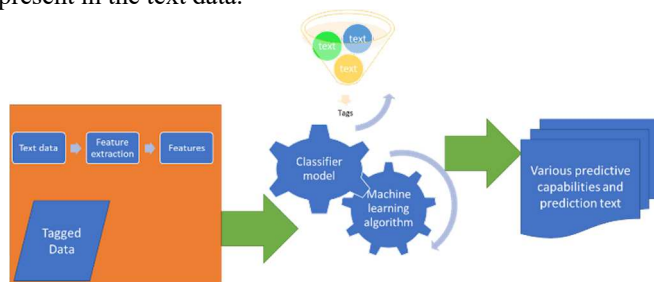 present in the text data.
text
text
text
Tags
Text data
Feature
extraction
Features
Tagged
Data
Classifier
model
Machine
learning
algorithm
Various predictive
capabilities and
prediction text